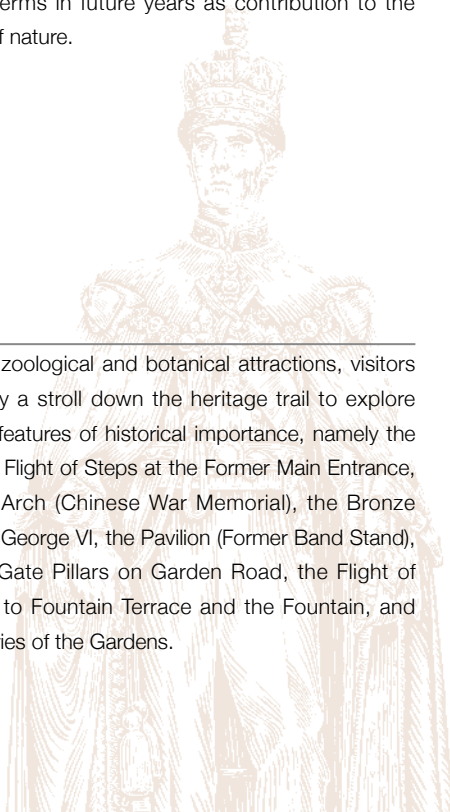 erms in future years as contribution to the
f nature.
zoological and botanical attractions, visitors
y a stroll down the heritage trail to explore
features of historical importance, namely the
Flight of Steps at the Former Main Entrance,
Arch (Chinese War Memorial), the Bronze
George VI, the Pavilion (Former Band Stand),
Gate Pillars on Garden Road, the Flight of
to Fountain Terrace and the Fountain, and
ries of the Gardens.